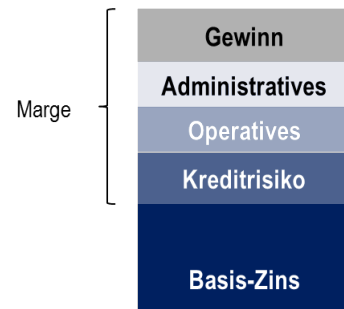 Gewinn
Administratives
Marge
Operatives
Kreditrisiko
Basis-Zins